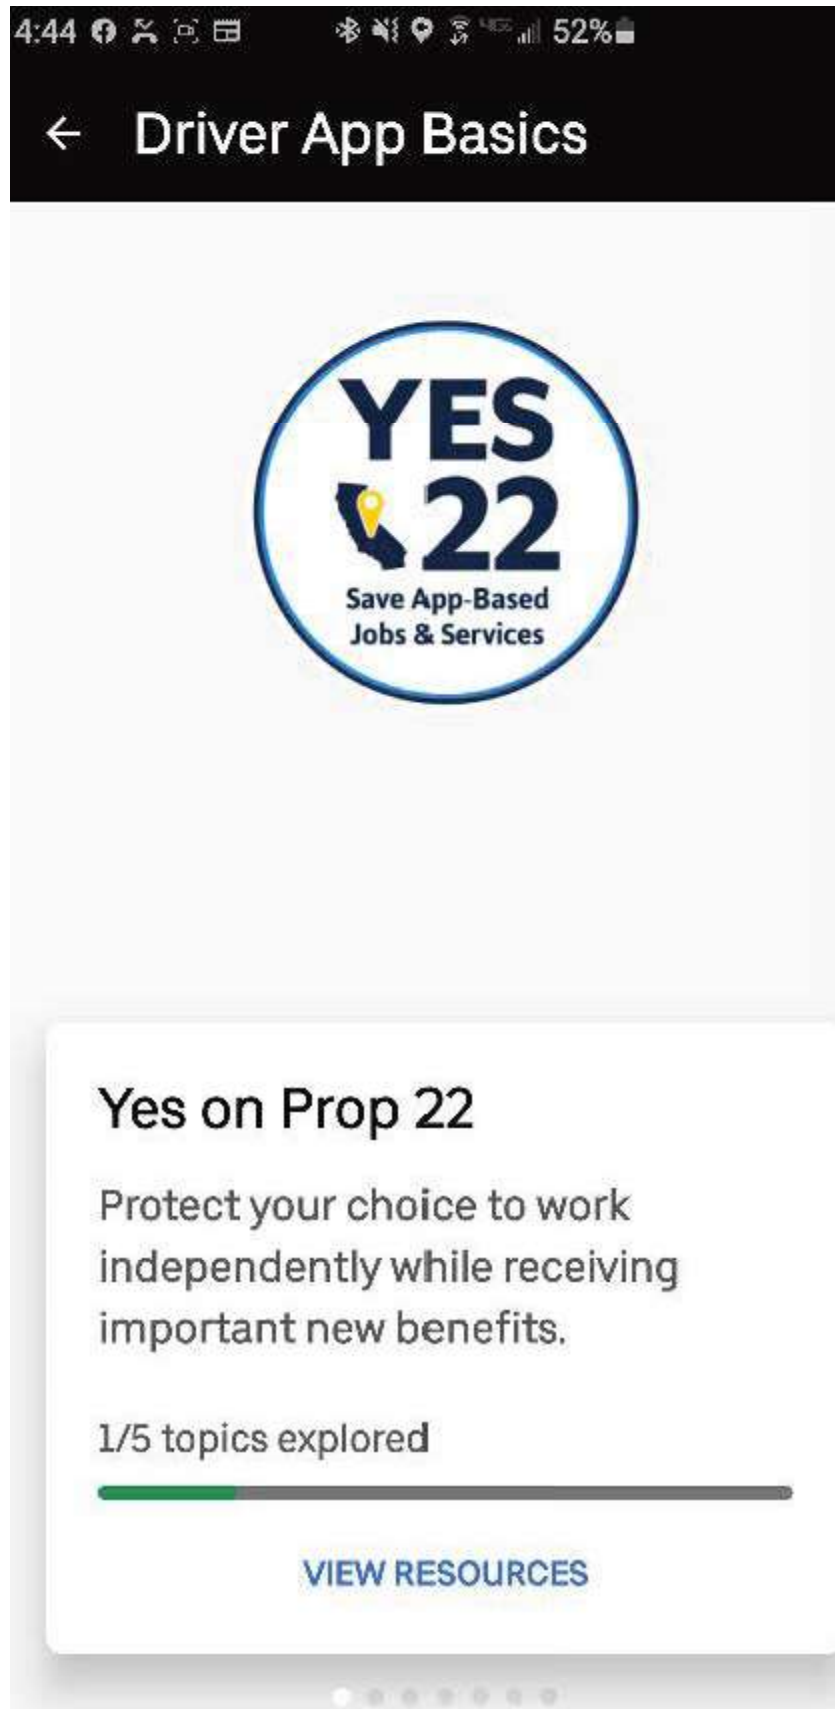 4:44 52%
Driver App Basics
YES
22
Save App-Based
Jobs & Services
Yes on Prop 22
Protect your choice to work
independently while receiving
important new benefits.
1/5 topics explored
VIEW RESOURCES